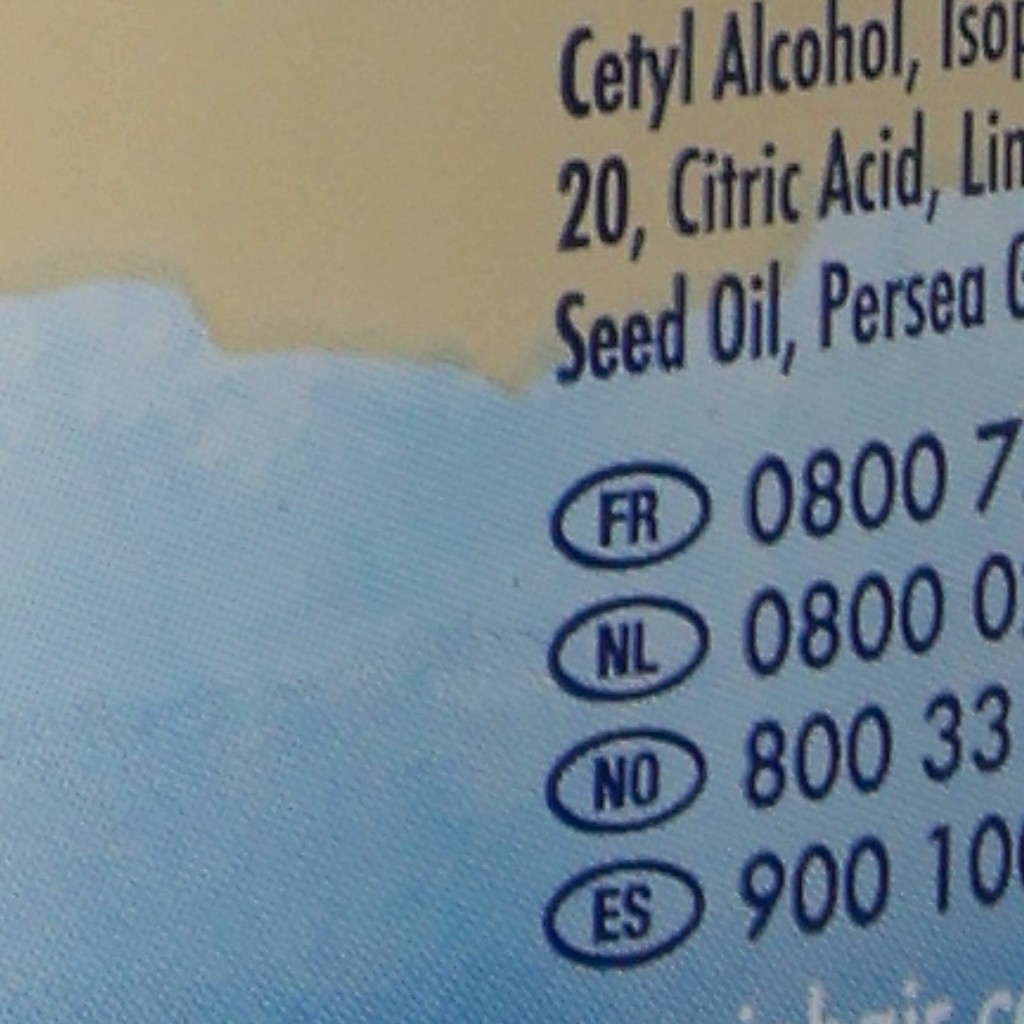 Cetyl Alcohol,
20, Citric Acid,
Seed Oil, Persea
FR 0800
NL 0800
NO 800 33
ES 900